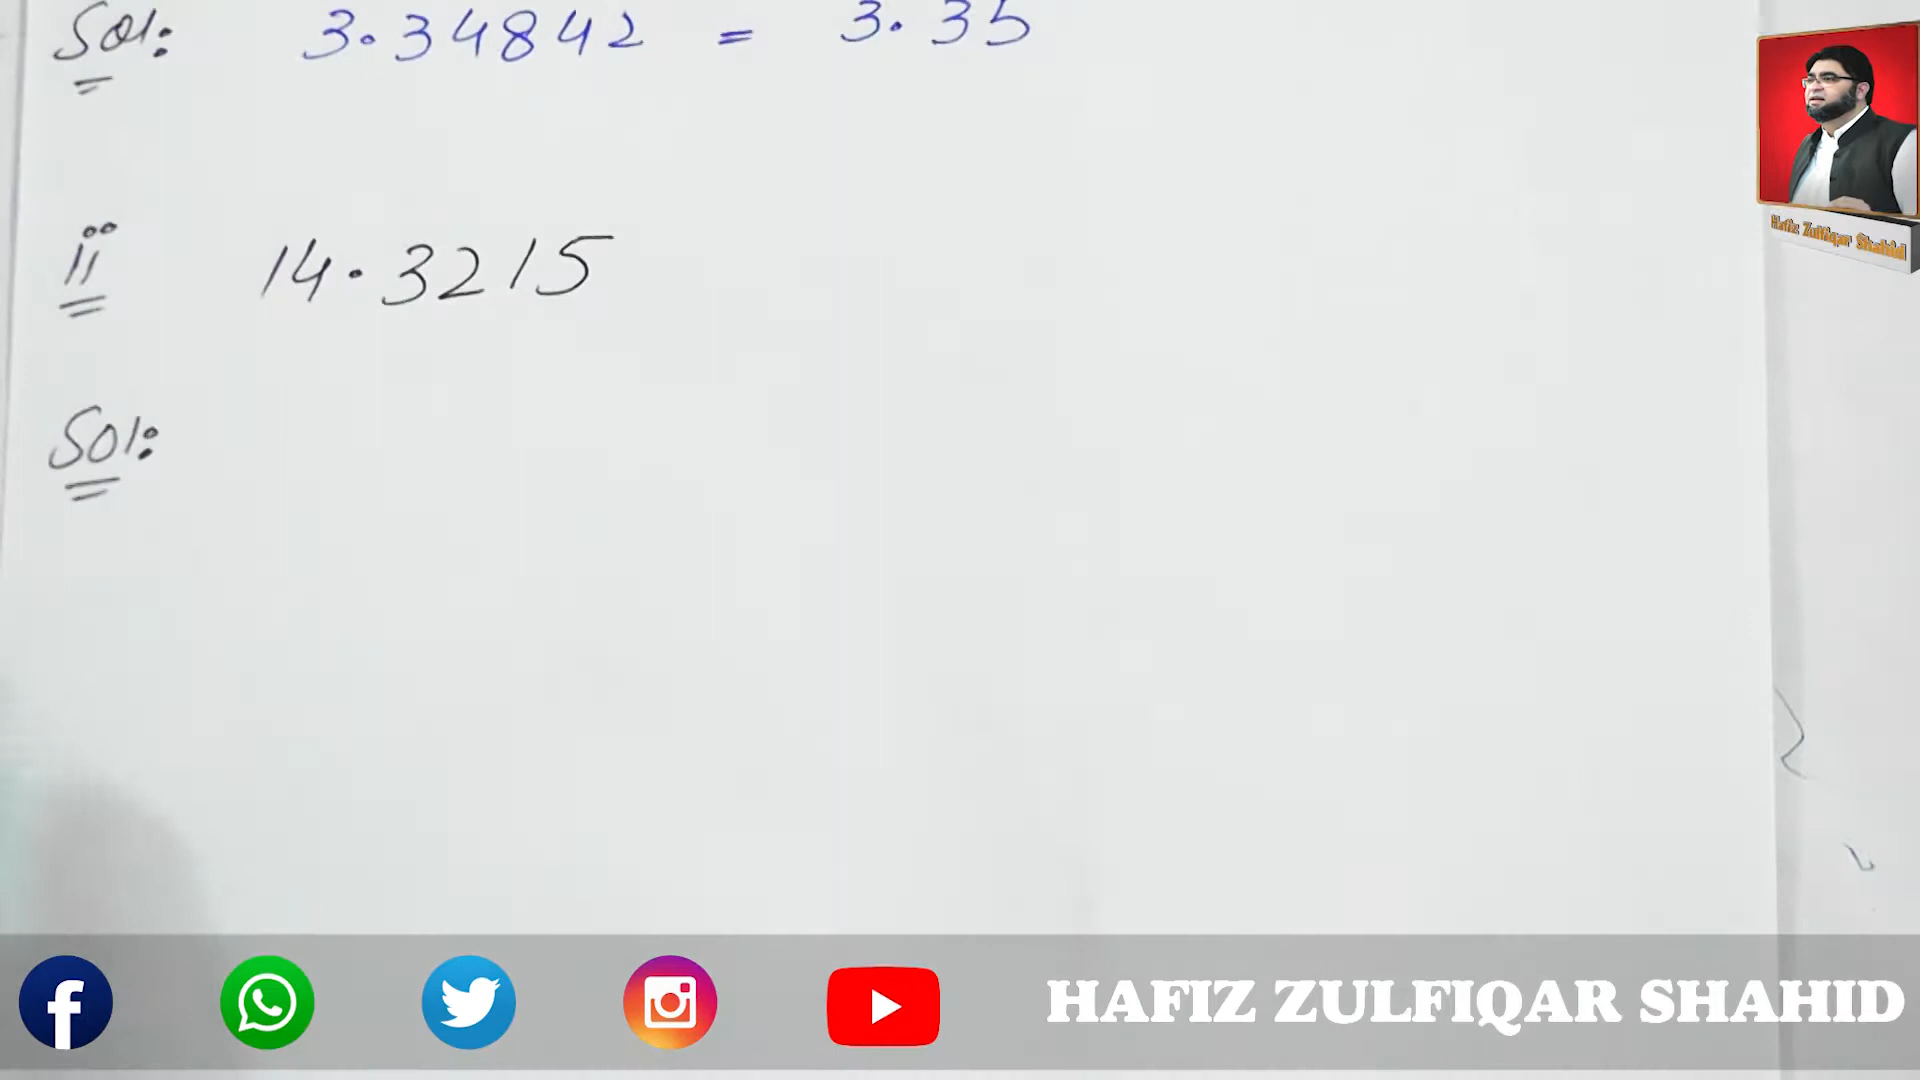 Sol: 3.34842 = 3.35
ii 14.3215
Sol:
Hafiz Zulfiqar Shahid
HAFIZ ZULFIQAR SHAHID